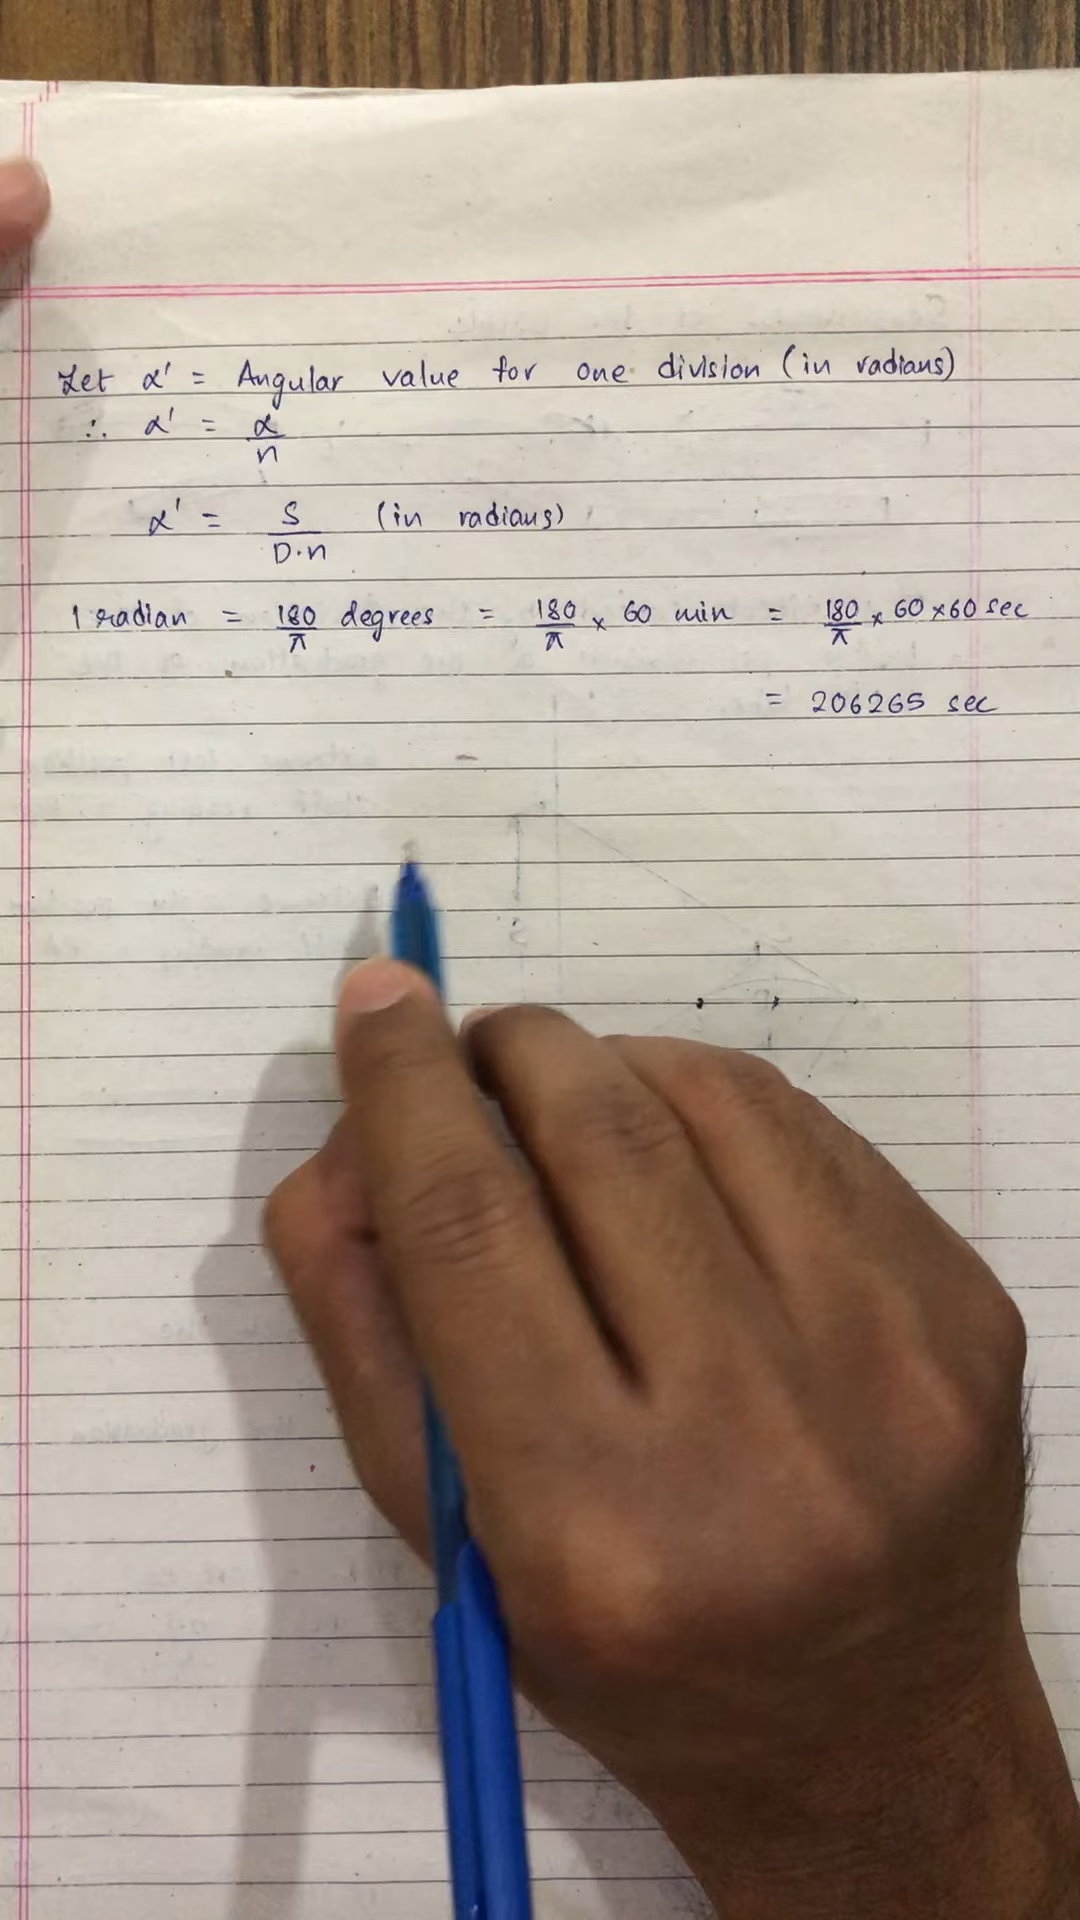 Let α' = Angular value for one division (in radians)
∴ α' = α/n
α' = S/D·n (in radians)
1 radian = 180/π degrees = 180/π × 60 min = 180/π × 60×60 sec
= 206265 sec